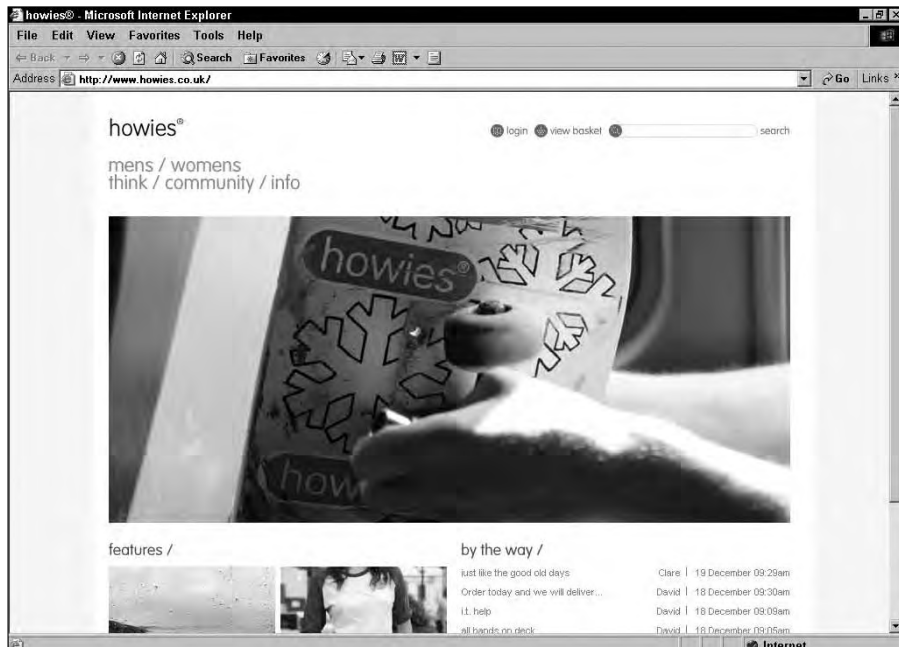 howies® - Microsoft Internet Explorer
File Edit View Favorites Tools Help
Back Search Favorites
Address http://www.howies.co.uk/ Go Links »
howies®
login view basket search
mens / womens
think / community / info
howies®
how
features /
by the way /
just like the good old days Clare | 19 December 09:29am
Order today and we will deliver... David | 18 December 09:30am
i.t. help David | 18 December 09:09am
all hands on deck David | 18 December 09:05am
Internet